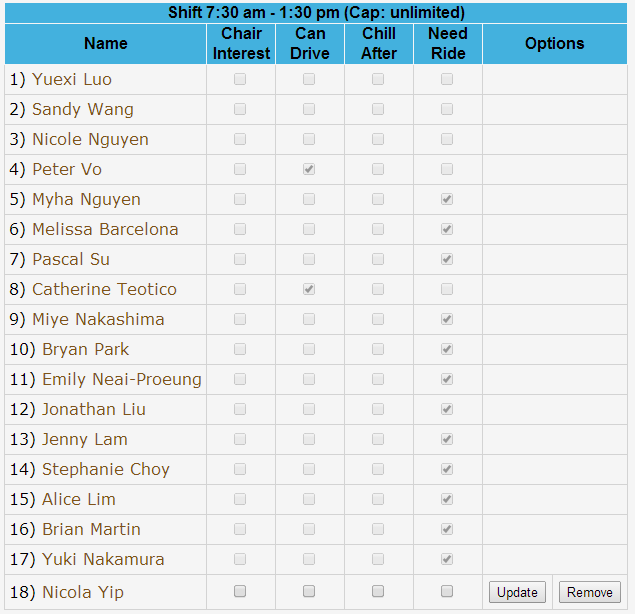 Shift 7:30 am - 1:30 pm (Cap: unlimited)
Name Chair Interest Can Drive Chill After Need Ride Options
1) Yuexi Luo
2) Sandy Wang
3) Nicole Nguyen
4) Peter Vo
5) Myha Nguyen
6) Melissa Barcelona
7) Pascal Su
8) Catherine Teotico
9) Miye Nakashima
10) Bryan Park
11) Emily Neai-Proeung
12) Jonathan Liu
13) Jenny Lam
14) Stephanie Choy
15) Alice Lim
16) Brian Martin
17) Yuki Nakamura
18) Nicola Yip Update Remove